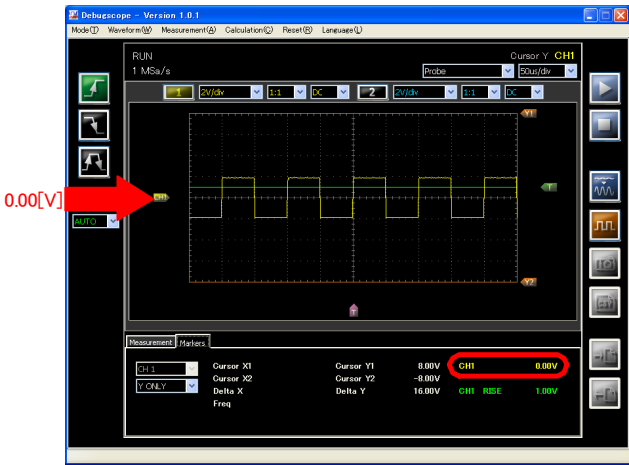 Debugscope - Version 1.0.1
Mode(T) Waveform(W) Measurement(A) Calculation(C) Reset(R) Language(L)
RUN Cursor Y CH1
1 MSa/s Probe 50us/div
1 2V/div 1:1 DC 2 2V/div 1:1 DC
Y1
T
0.00[V] CH1
AUTO
Y2
T
Measurement Markers
CH 1 Cursor X1 Cursor Y1 8.00V CH1 0.00V
Cursor X2 Cursor Y2 -8.00V
Y ONLY Delta X Delta Y 16.00V CH1 RISE 1.00V
Freq